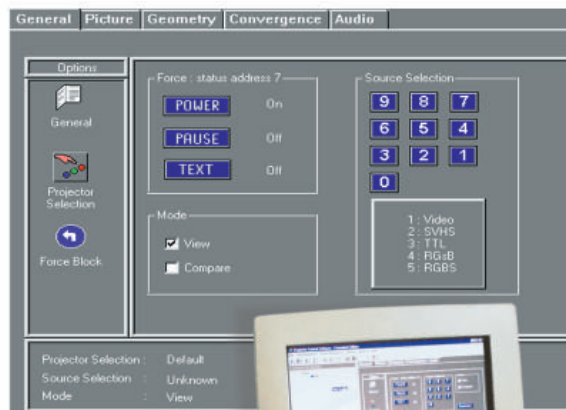 General Picture Geometry Convergence Audio
Options
General
Projector
Selection
Force Block
Force : status address 7
POWER On
PAUSE Off
TEXT Off
Mode
View
Compare
Source Selection
9 8 7
6 5 4
3 2 1
0
1 : Video
2 : SVHS
3 : TTL
4 : RGsB
5 : RGBS
Projector Selection : Default
Source Selection : Unknown
Mode : View